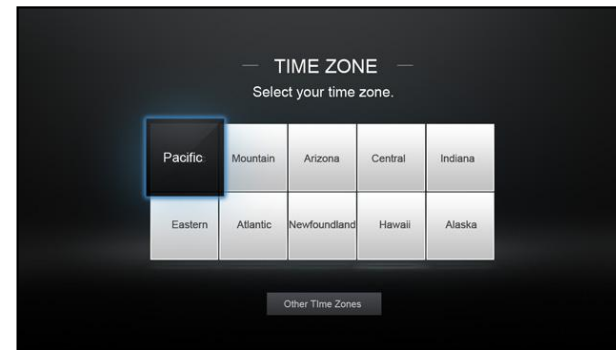 TIME ZONE
Select your time zone.
Pacific Mountain Arizona Central Indiana
Eastern Atlantic Newfoundland Hawaii Alaska
Other TIme Zones